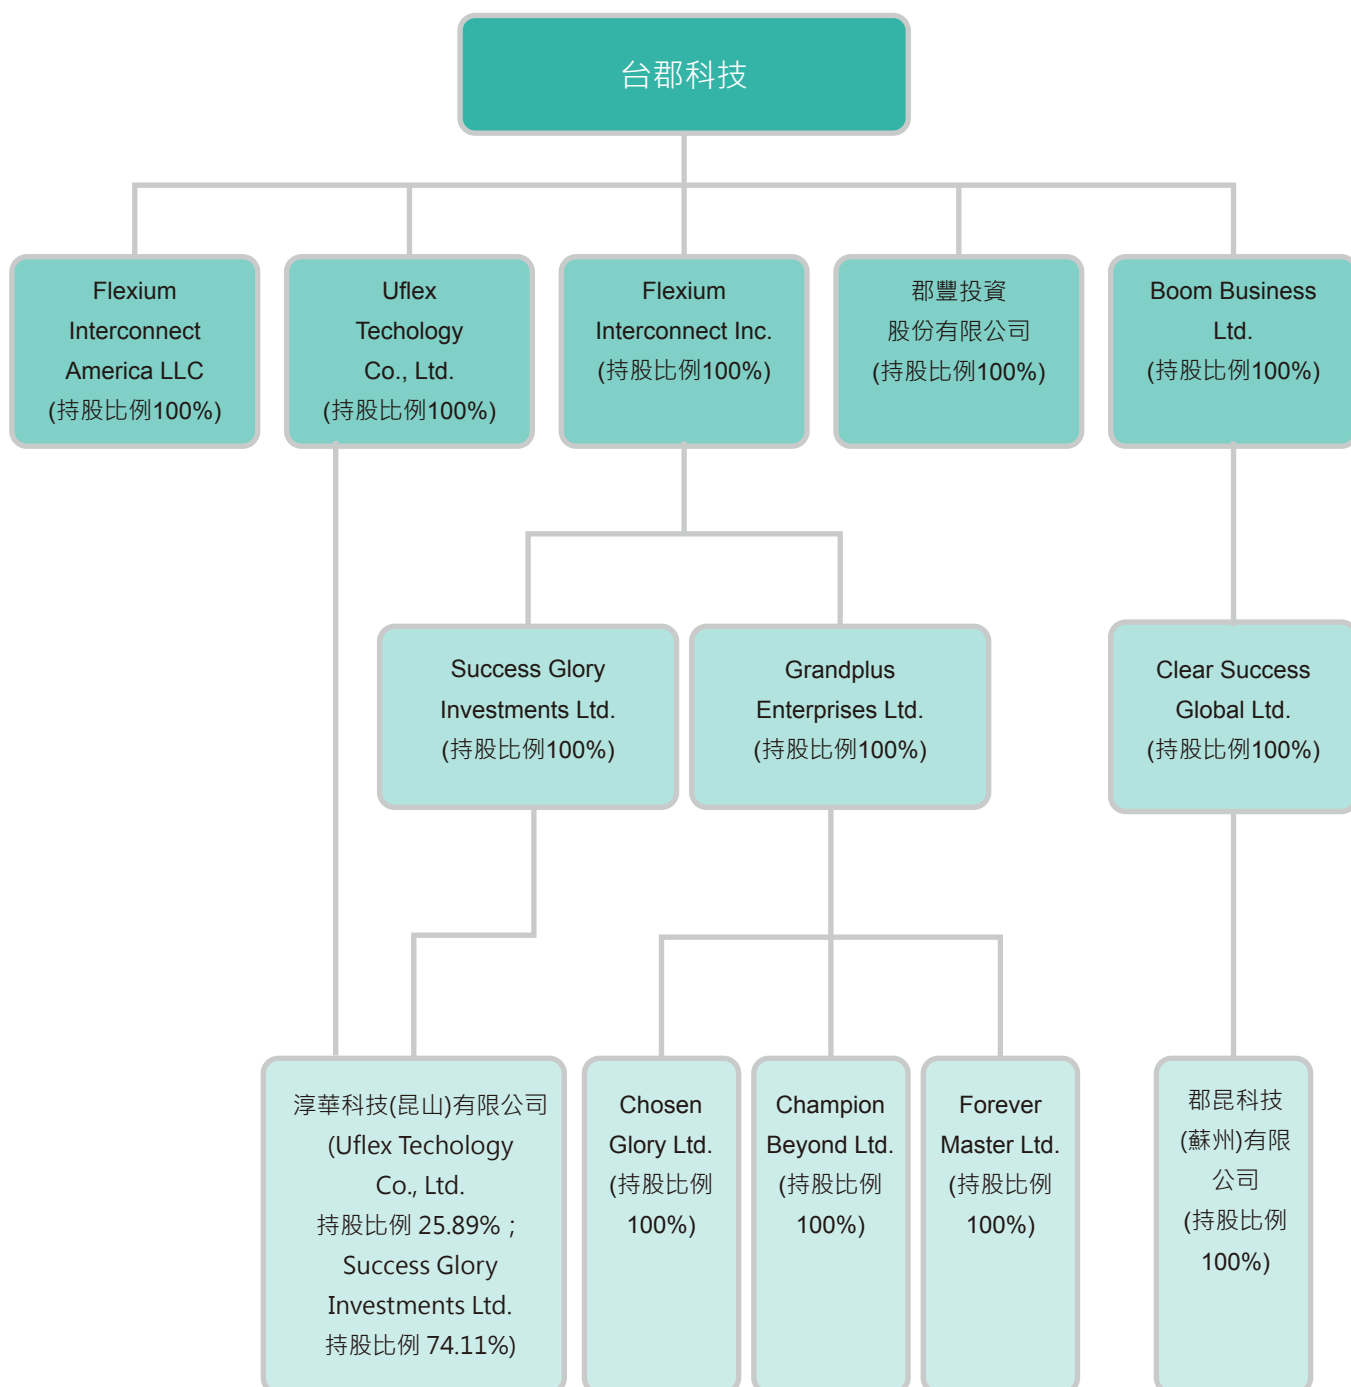 台郡科技
Flexium
Interconnect
America LLC
(持股比例100%)
Uflex
Techology
Co., Ltd.
(持股比例100%)
Flexium
Interconnect Inc.
(持股比例100%)
郡豐投資
股份有限公司
(持股比例100%)
Boom Business
Ltd.
(持股比例100%)
Success Glory
Investments Ltd.
(持股比例100%)
Grandplus
Enterprises Ltd.
(持股比例100%)
Clear Success
Global Ltd.
(持股比例100%)
淳華科技(昆山)有限公司
(Uflex Techology
Co., Ltd.
持股比例 25.89%；
Success Glory
Investments Ltd.
持股比例 74.11%)
Chosen
Glory Ltd.
(持股比例
100%)
Champion
Beyond Ltd.
(持股比例
100%)
Forever
Master Ltd.
(持股比例
100%)
郡昆科技
(蘇州)有限
公司
(持股比例
100%)